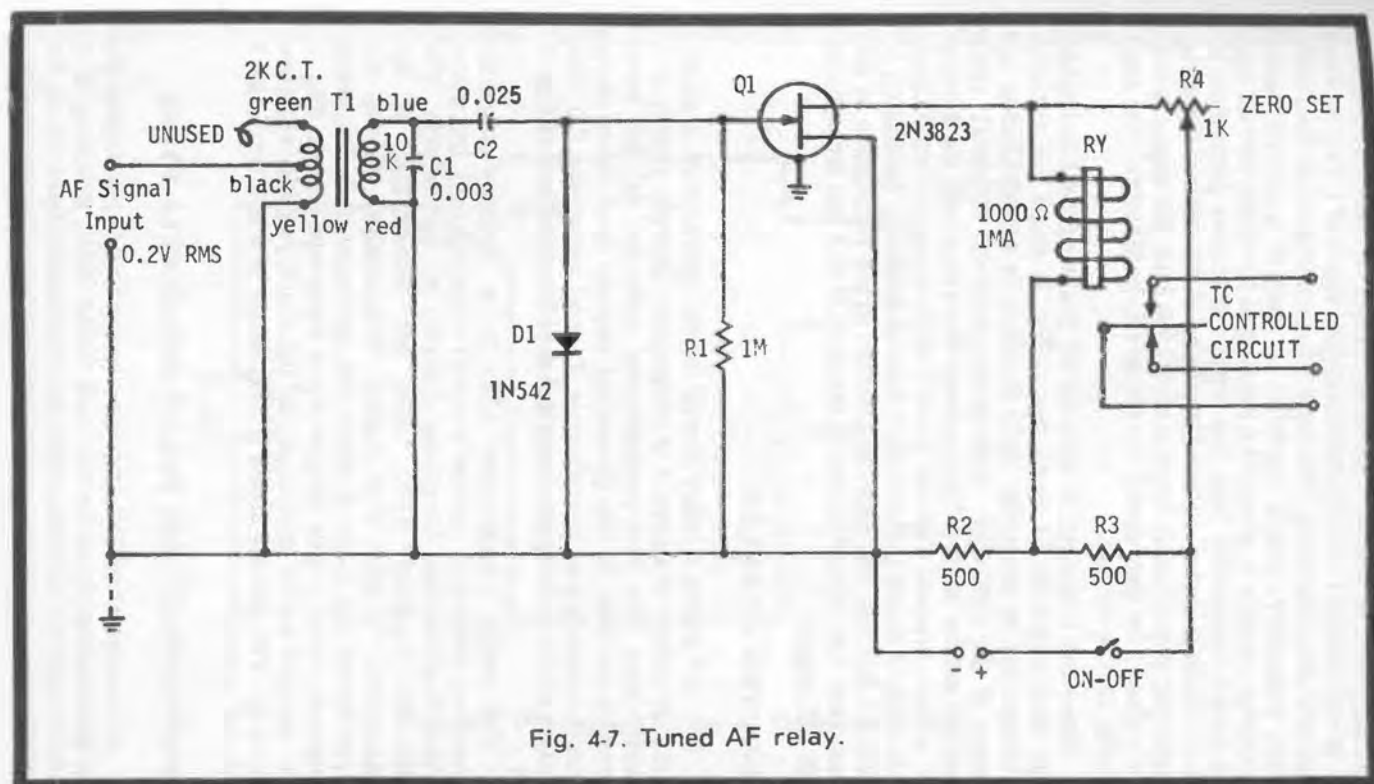 2K C.T.
green T1 blue
0.025
Q1
R4
ZERO SET
UNUSED
10
K
C1
0.003
C2
2N3823
1K
RY
AF Signal
Input
black
yellow red
0.2V RMS
1000 Ω
1MA
TC
CONTROLLED
CIRCUIT
D1
1N542
R1 1M
R2
500
R3
500
- +
ON-OFF
Fig. 4-7. Tuned AF relay.